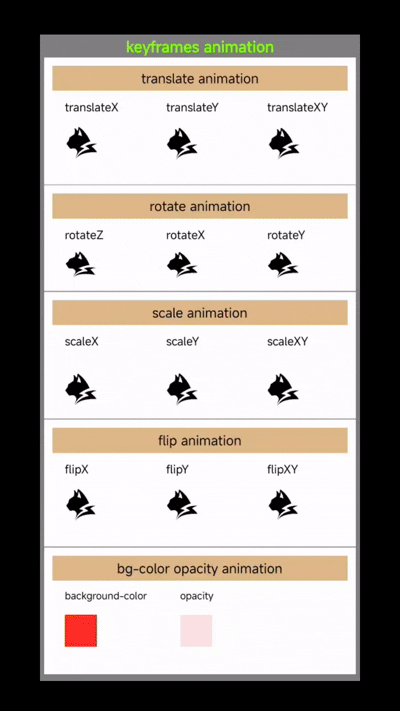 keyframes animation
translate animation
translateX translateY translateXY
rotate animation
rotateZ rotateX rotateY
scale animation
scaleX scaleY scaleXY
flip animation
flipX flipY flipXY
bg-color opacity animation
background-color opacity